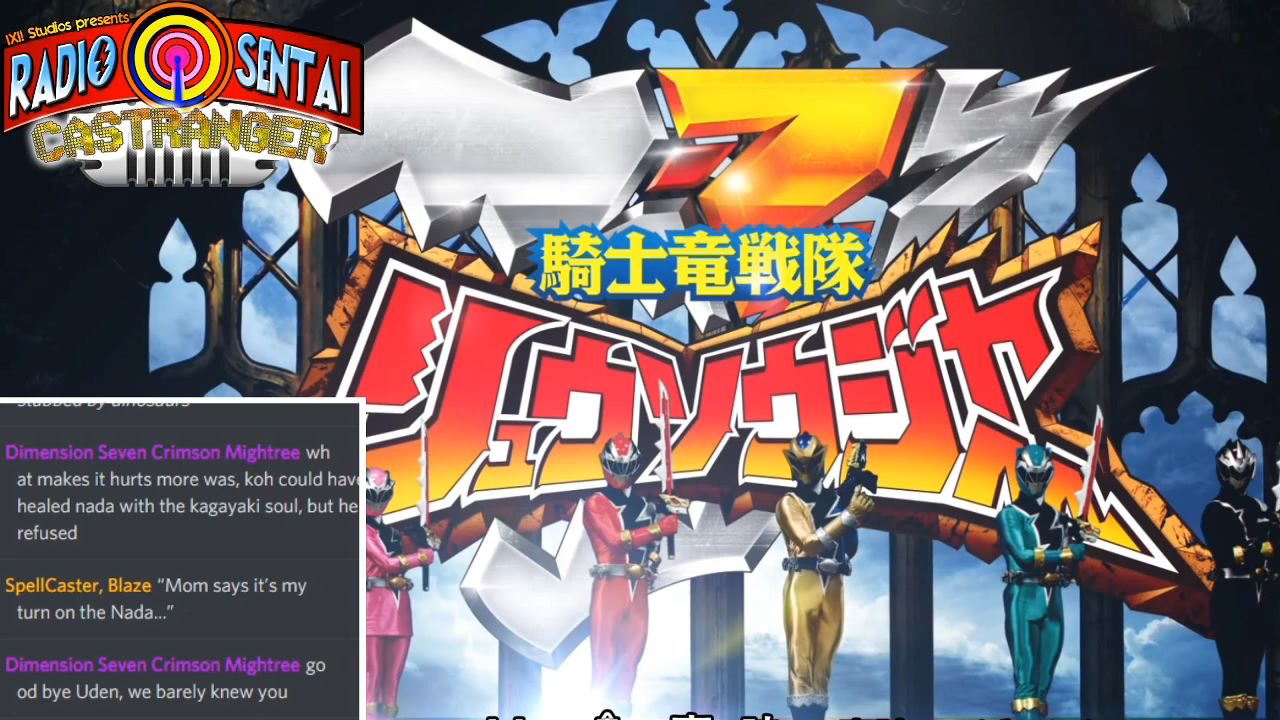 IXII Studios presents
RADIO SENTAI
CASTRANGER
騎士竜戦隊
リュウソウジャー
stabbed by dinosaurs
Dimension Seven Crimson Mightree wh
at makes it hurts more was, koh could have
healed nada with the kagayaki soul, but he
refused
SpellCaster, Blaze “Mom says it’s my
turn on the Nada...”
Dimension Seven Crimson Mightree go
od bye Uden, we barely knew you